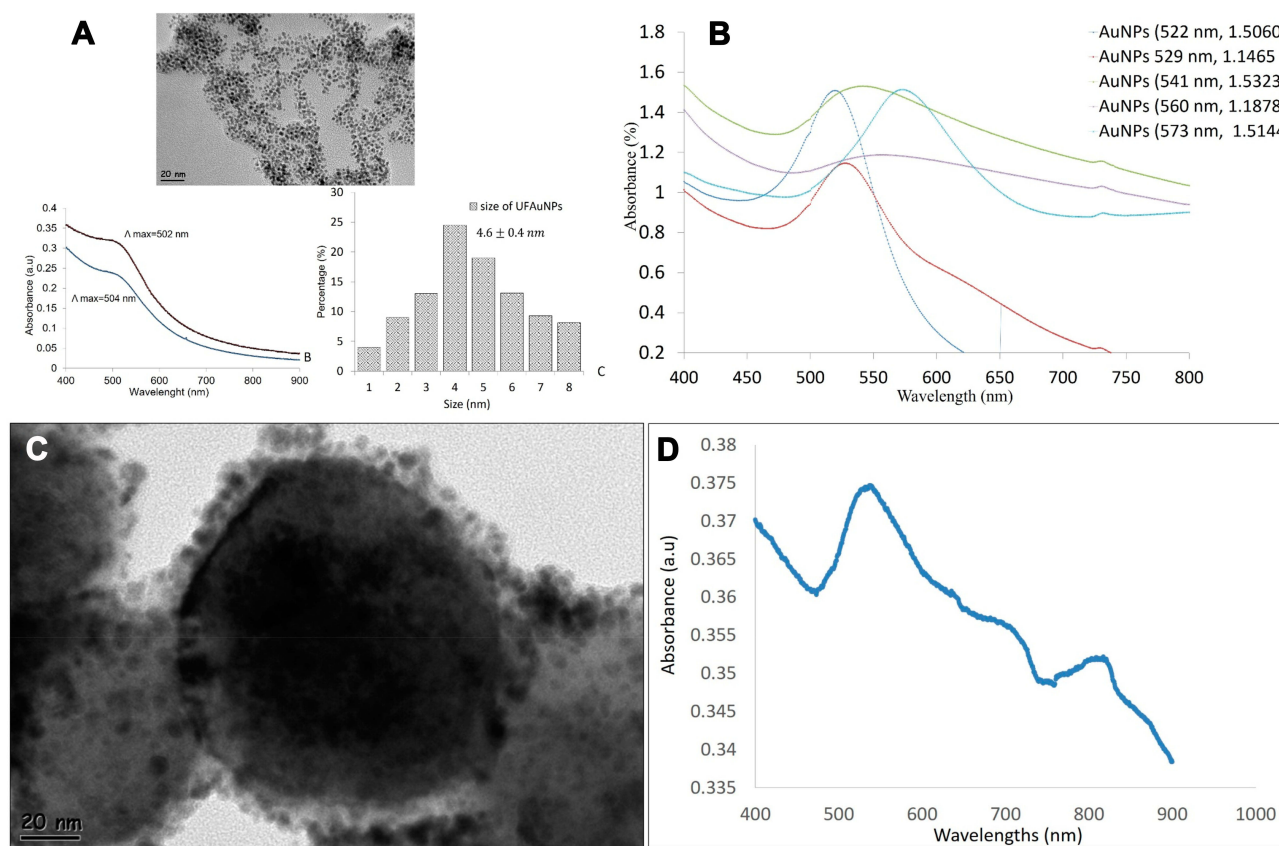 A
20 nm
0.4
0.35
0.3
0.25
0.2
0.15
0.1
0.05
0
Absorbance (a.u)
Λ max=502 nm
Λ max=504 nm
B
400 500 600 700 800 900
Wavelenght (nm)
30
25
20
15
10
5
0
Percentage (%)
size of UFAuNPs
4.6 ± 0.4 nm
1 2 3 4 5 6 7 8
C
Size (nm)
B
1.8
1.6
1.4
1.2
1
0.8
0.6
0.4
0.2
Absorbance (%)
AuNPs (522 nm, 1.5060
AuNPs 529 nm, 1.1465
AuNPs (541 nm, 1.5323
AuNPs (560 nm, 1.1878
AuNPs (573 nm, 1.5144
400 450 500 550 600 650 700 750 800
Wavelength (nm)
C
20 nm
D
0.38
0.375
0.37
0.365
0.36
0.355
0.35
0.345
0.34
0.335
Absorbance (a.u)
400 500 600 700 800 900 1000
Wavelengths (nm)